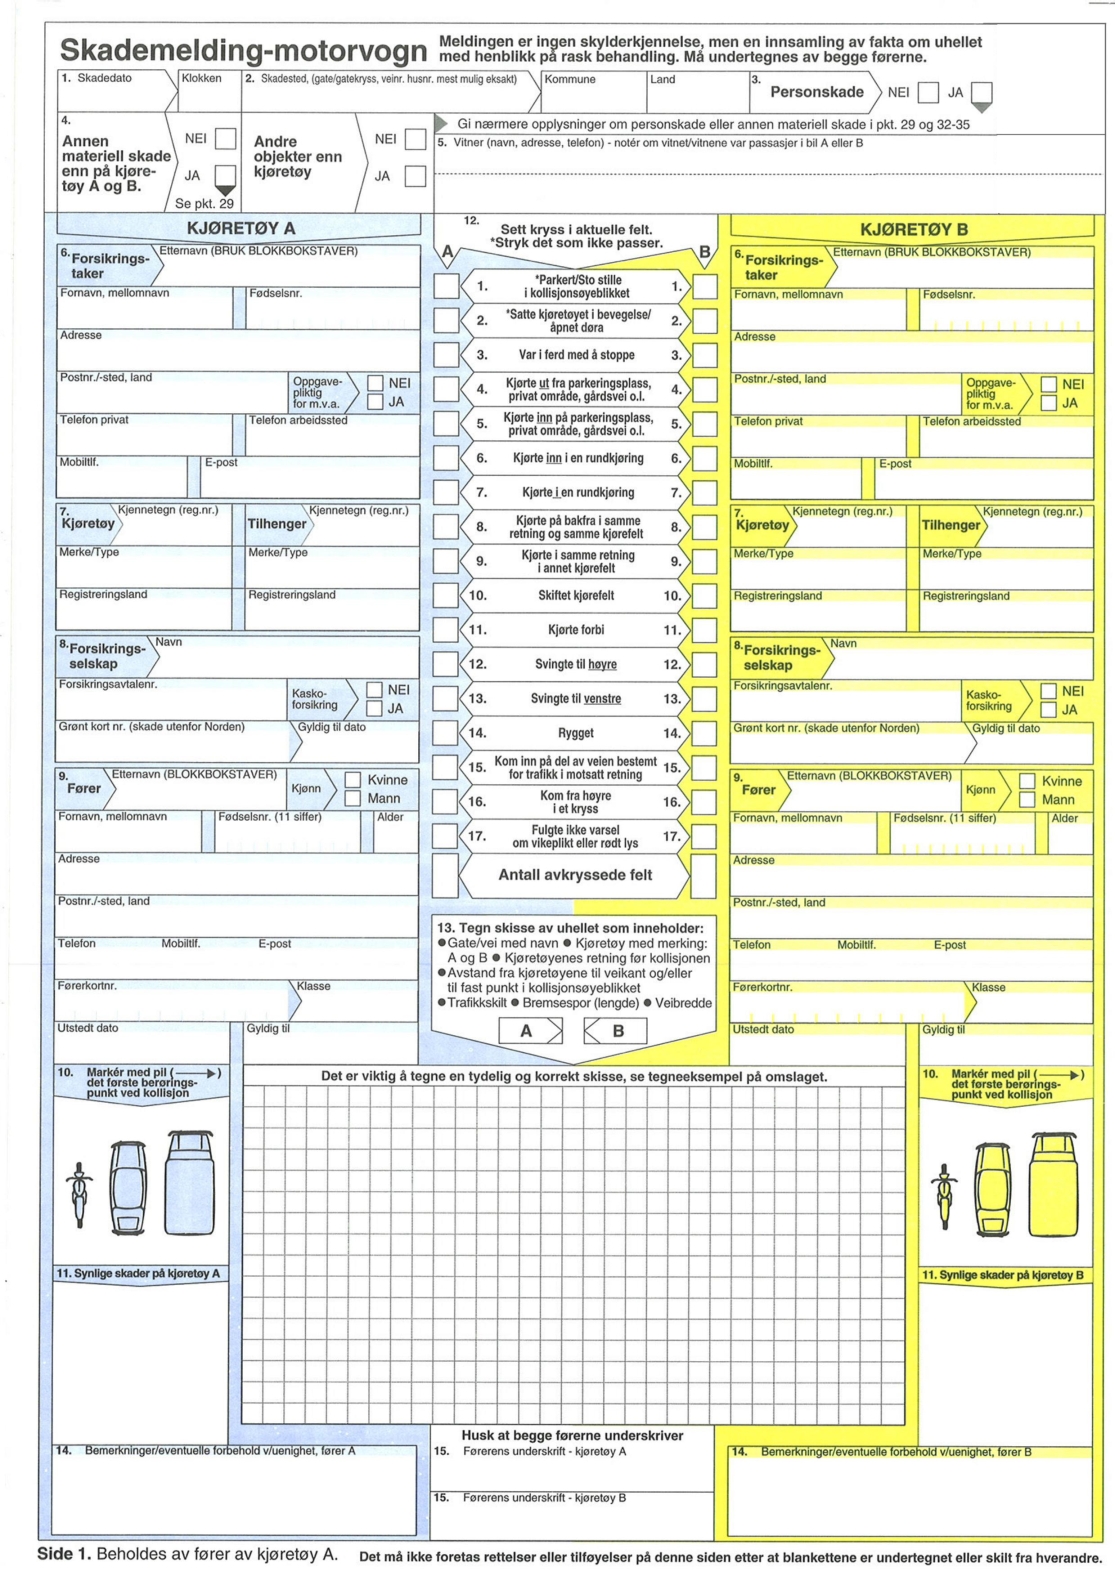 Skademelding-motorvogn
Meldingen er ingen skylderkjennelse, men en innsamling av fakta om uhellet
med henblikk på rask behandling. Må undertegnes av begge førerne.
1. Skadedato
Klokken
2. Skadested, (gate/gatekryss, veinr. husnr. mest mulig eksakt)
Kommune
Land
3.
Personskade
NEI
JA
4.
Annen
materiell skade
enn på kjøre-
tøy A og B.
NEI
JA
Se pkt. 29
Andre
objekter enn
kjøretøy
NEI
JA
Gi nærmere opplysninger om personskade eller annen materiell skade i pkt. 29 og 32-35
5. Vitner (navn, adresse, telefon) - notér om vitnet/vitnene var passasjer i bil A eller B
KJØRETØY A
6. Forsikrings-
taker
Etternavn (BRUK BLOKKBOKSTAVER)
Fornavn, mellomnavn
Fødselsnr.
Adresse
Postnr./-sted, land
Oppgave-
pliktig
for m.v.a.
NEI
JA
Telefon privat
Telefon arbeidssted
Mobiltlf.
E-post
7.
Kjøretøy
Kjennetegn (reg.nr.)
Tilhenger
Kjennetegn (reg.nr.)
Merke/Type
Merke/Type
Registreringsland
Registreringsland
8. Forsikrings-
selskap
Navn
Forsikringsavtalenr.
Kasko-
forsikring
NEI
JA
Grønt kort nr. (skade utenfor Norden)
Gyldig til dato
9.
Fører
Etternavn (BLOKKBOKSTAVER)
Kjønn
Kvinne
Mann
Fornavn, mellomnavn
Fødselsnr. (11 siffer)
Alder
Adresse
Postnr./-sted, land
Telefon
Mobiltlf.
E-post
Førerkortnr.
Klasse
Utstedt dato
Gyldig til
10. Markér med pil ( )
det første berørings-
punkt ved kollisjon
11. Synlige skader på kjøretøy A
14. Bemerkninger/eventuelle forbehold v/uenighet, fører A
12.
Sett kryss i aktuelle felt.
*Stryk det som ikke passer.
A
B
1. *Parkert/Sto stille 1.
i kollisjonsøyeblikket
2. *Satte kjøretøyet i bevegelse/ 2.
åpnet døra
3. Var i ferd med å stoppe 3.
4. Kjørte ut fra parkeringsplass, 4.
privat område, gårdsvei o.l.
5. Kjørte inn på parkeringsplass, 5.
privat område, gårdsvei o.l.
6. Kjørte inn i en rundkjøring 6.
7. Kjørte i en rundkjøring 7.
8. Kjørte på bakfra i samme 8.
retning og samme kjørefelt
9. Kjørte i samme retning 9.
i annet kjørefelt
10. Skiftet kjørefelt 10.
11. Kjørte forbi 11.
12. Svingte til høyre 12.
13. Svingte til venstre 13.
14. Rygget 14.
15. Kom inn på del av veien bestemt 15.
for trafikk i motsatt retning
16. Kom fra høyre 16.
i et kryss
17. Fulgte ikke varsel 17.
om vikeplikt eller rødt lys
Antall avkryssede felt
13. Tegn skisse av uhellet som inneholder:
● Gate/vei med navn ● Kjøretøy med merking:
A og B ● Kjøretøyenes retning før kollisjonen
● Avstand fra kjøretøyene til veikant og/eller
til fast punkt i kollisjonsøyeblikket
● Trafikkskilt ● Bremsespor (lengde) ● Veibredde
A
B
Det er viktig å tegne en tydelig og korrekt skisse, se tegneeksempel på omslaget.
Husk at begge førerne underskriver
15. Førerens underskrift - kjøretøy A
15. Førerens underskrift - kjøretøy B
KJØRETØY B
6. Forsikrings-
taker
Etternavn (BRUK BLOKKBOKSTAVER)
Fornavn, mellomnavn
Fødselsnr.
Adresse
Postnr./-sted, land
Oppgave-
pliktig
for m.v.a.
NEI
JA
Telefon privat
Telefon arbeidssted
Mobiltlf.
E-post
7.
Kjøretøy
Kjennetegn (reg.nr.)
Tilhenger
Kjennetegn (reg.nr.)
Merke/Type
Merke/Type
Registreringsland
Registreringsland
8. Forsikrings-
selskap
Navn
Forsikringsavtalenr.
Kasko-
forsikring
NEI
JA
Grønt kort nr. (skade utenfor Norden)
Gyldig til dato
9.
Fører
Etternavn (BLOKKBOKSTAVER)
Kjønn
Kvinne
Mann
Fornavn, mellomnavn
Fødselsnr. (11 siffer)
Alder
Adresse
Postnr./-sted, land
Telefon
Mobiltlf.
E-post
Førerkortnr.
Klasse
Utstedt dato
Gyldig til
10. Markér med pil ( )
det første berørings-
punkt ved kollisjon
11. Synlige skader på kjøretøy B
14. Bemerkninger/eventuelle forbehold v/uenighet, fører B
Side 1. Beholdes av fører av kjøretøy A.
Det må ikke foretas rettelser eller tilføyelser på denne siden etter at blankettene er undertegnet eller skilt fra hverandre.